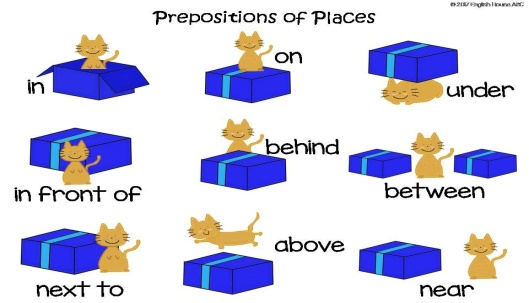 © 2017 English House ABC
Prepositions of Places
in
on
under
in front of
behind
between
next to
above
near